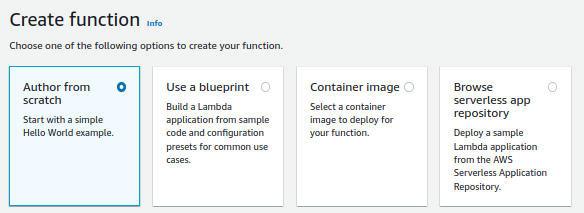 Create function Info
Choose one of the following options to create your function.
Author from
scratch
Start with a simple
Hello World example.
Use a blueprint
Build a Lambda
application from sample
code and configuration
presets for common use
cases.
Container image
Select a container
image to deploy for
your function.
Browse
serverless app
repository
Deploy a sample
Lambda application
from the AWS
Serverless Application
Repository.